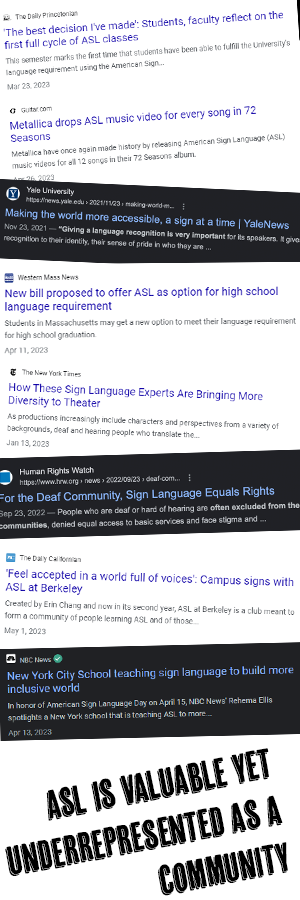 The Daily Princetonian
'The best decision I've made': Students, faculty reflect on the
first full cycle of ASL classes
This semester marks the first time that students have been able to fulfill the University's
language requirement using the American Sign...
Mar 23, 2023
Guitar.com
Metallica drops ASL music video for every song in 72
Seasons
Metallica have once again made history by releasing American Sign Language (ASL)
music videos for all 12 songs in their 72 Seasons album.
Apr 26, 2023
Yale University
https://news.yale.edu › 2021/11/23 › making-world-m...
Making the world more accessible, a sign at a time | YaleNews
Nov 23, 2021 — "Giving a language recognition is very important for its speakers. It give
recognition to their identity, their sense of pride in who they are ...
Western Mass News
New bill proposed to offer ASL as option for high school
language requirement
Students in Massachusetts may get a new option to meet their language requirement
for high school graduation.
Apr 11, 2023
The New York Times
How These Sign Language Experts Are Bringing More
Diversity to Theater
As productions increasingly include characters and perspectives from a variety of
backgrounds, deaf and hearing people who translate the...
Jan 13, 2023
Human Rights Watch
https://www.hrw.org › news › 2022/09/23 › deaf-com...
For the Deaf Community, Sign Language Equals Rights
Sep 23, 2022 — People who are deaf or hard of hearing are often excluded from the
communities, denied equal access to basic services and face stigma and ...
The Daily Californian
'Feel accepted in a world full of voices': Campus signs with
ASL at Berkeley
Created by Erin Chang and now in its second year, ASL at Berkeley is a club meant to
form a community of people learning ASL and of those...
May 1, 2023
NBC News
New York City School teaching sign language to build more
inclusive world
In honor of American Sign Language Day on April 15, NBC News' Rehema Ellis
spotlights a New York school that is teaching ASL to more...
Apr 13, 2023
ASL IS VALUABLE YET
UNDERREPRESENTED AS A
COMMUNITY